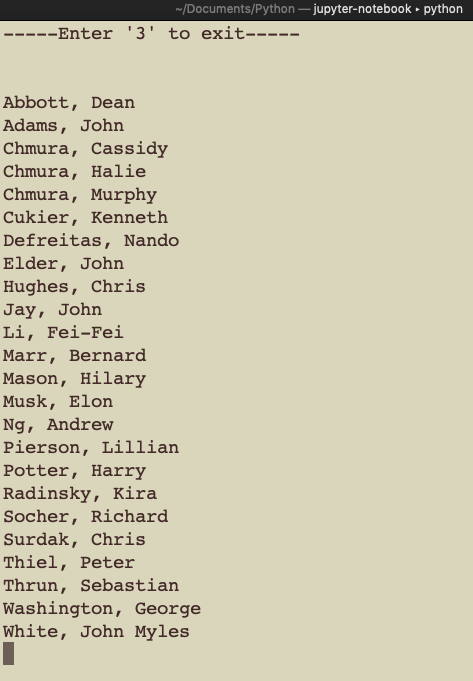 ~/Documents/Python — jupyter-notebook ▸ python
-----Enter '3' to exit-----
Abbott, Dean
Adams, John
Chmura, Cassidy
Chmura, Halie
Chmura, Murphy
Cukier, Kenneth
Defreitas, Nando
Elder, John
Hughes, Chris
Jay, John
Li, Fei-Fei
Marr, Bernard
Mason, Hilary
Musk, Elon
Ng, Andrew
Pierson, Lillian
Potter, Harry
Radinsky, Kira
Socher, Richard
Surdak, Chris
Thiel, Peter
Thrun, Sebastian
Washington, George
White, John Myles